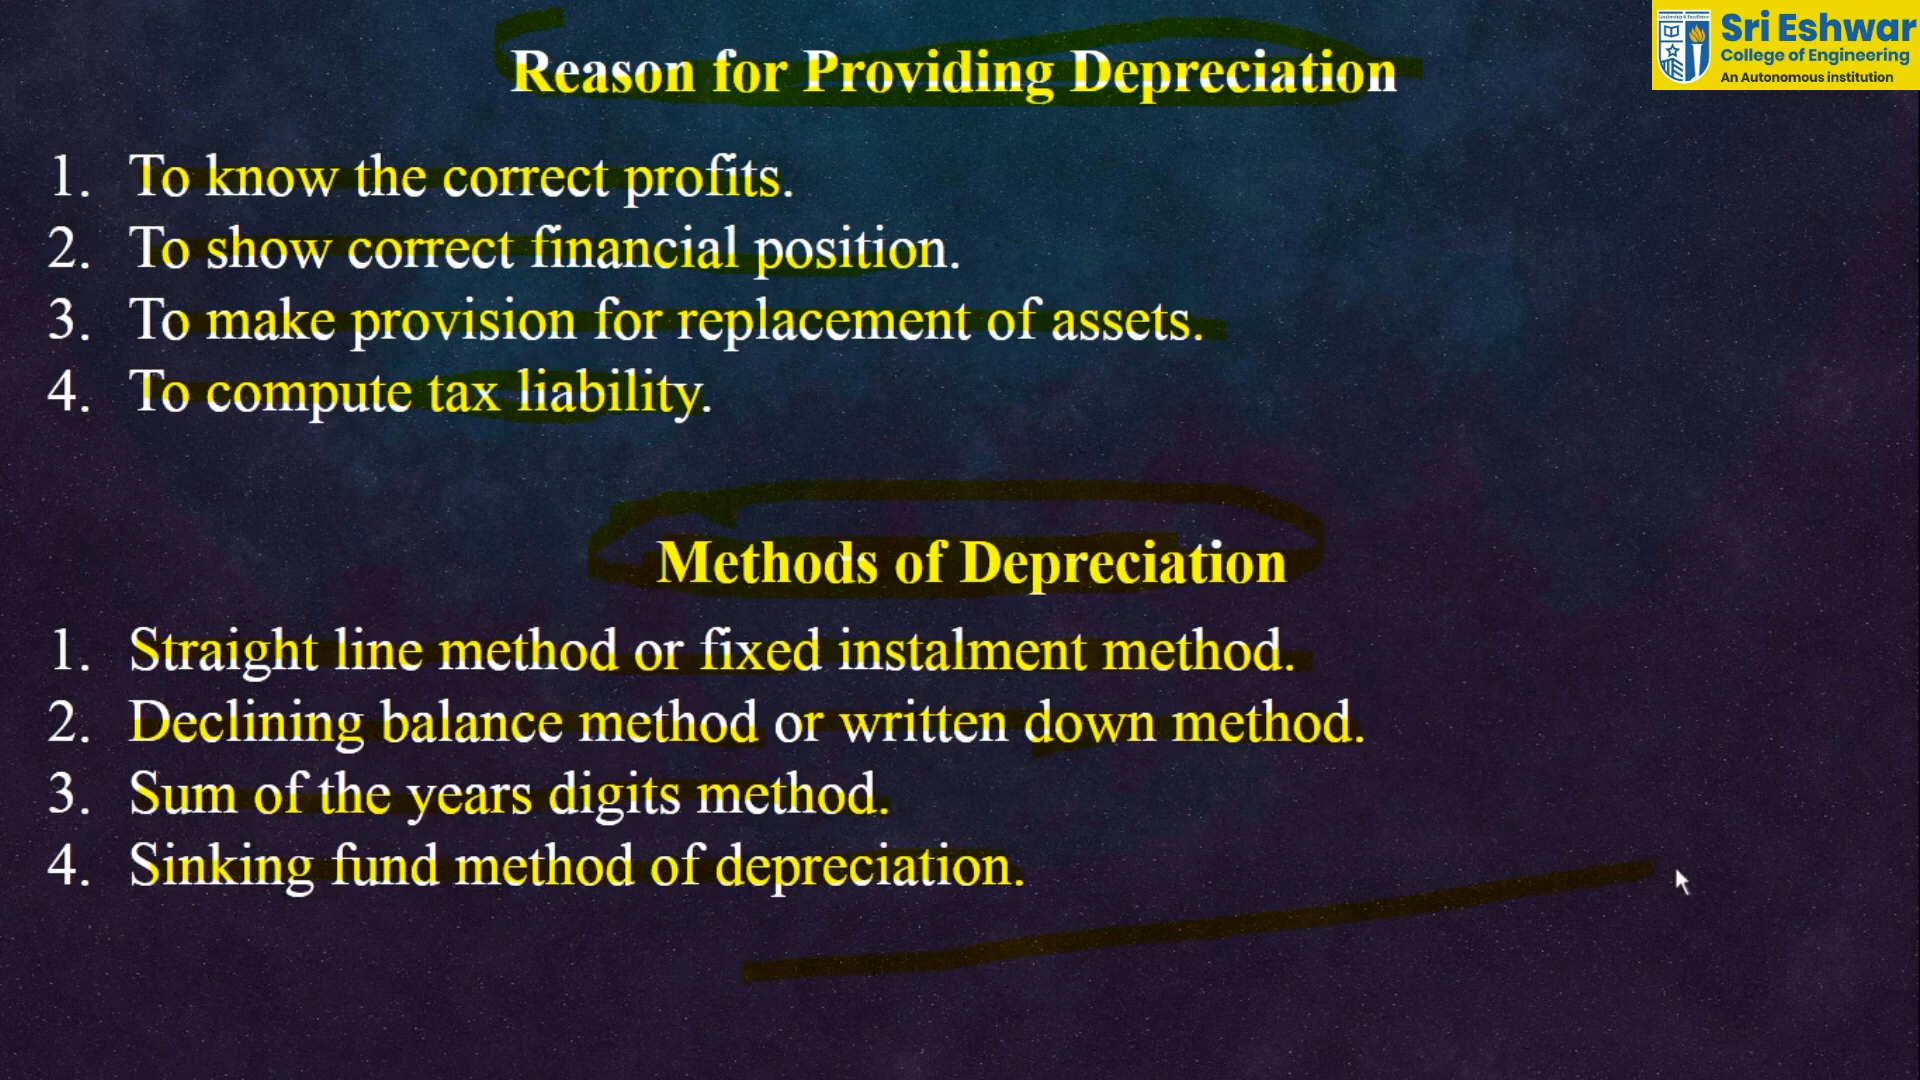 Sri Eshwar
College of Engineering
An Autonomous institution
Reason for Providing Depreciation
1. To know the correct profits.
2. To show correct financial position.
3. To make provision for replacement of assets.
4. To compute tax liability.
Methods of Depreciation
1. Straight line method or fixed instalment method.
2. Declining balance method or written down method.
3. Sum of the years digits method.
4. Sinking fund method of depreciation.